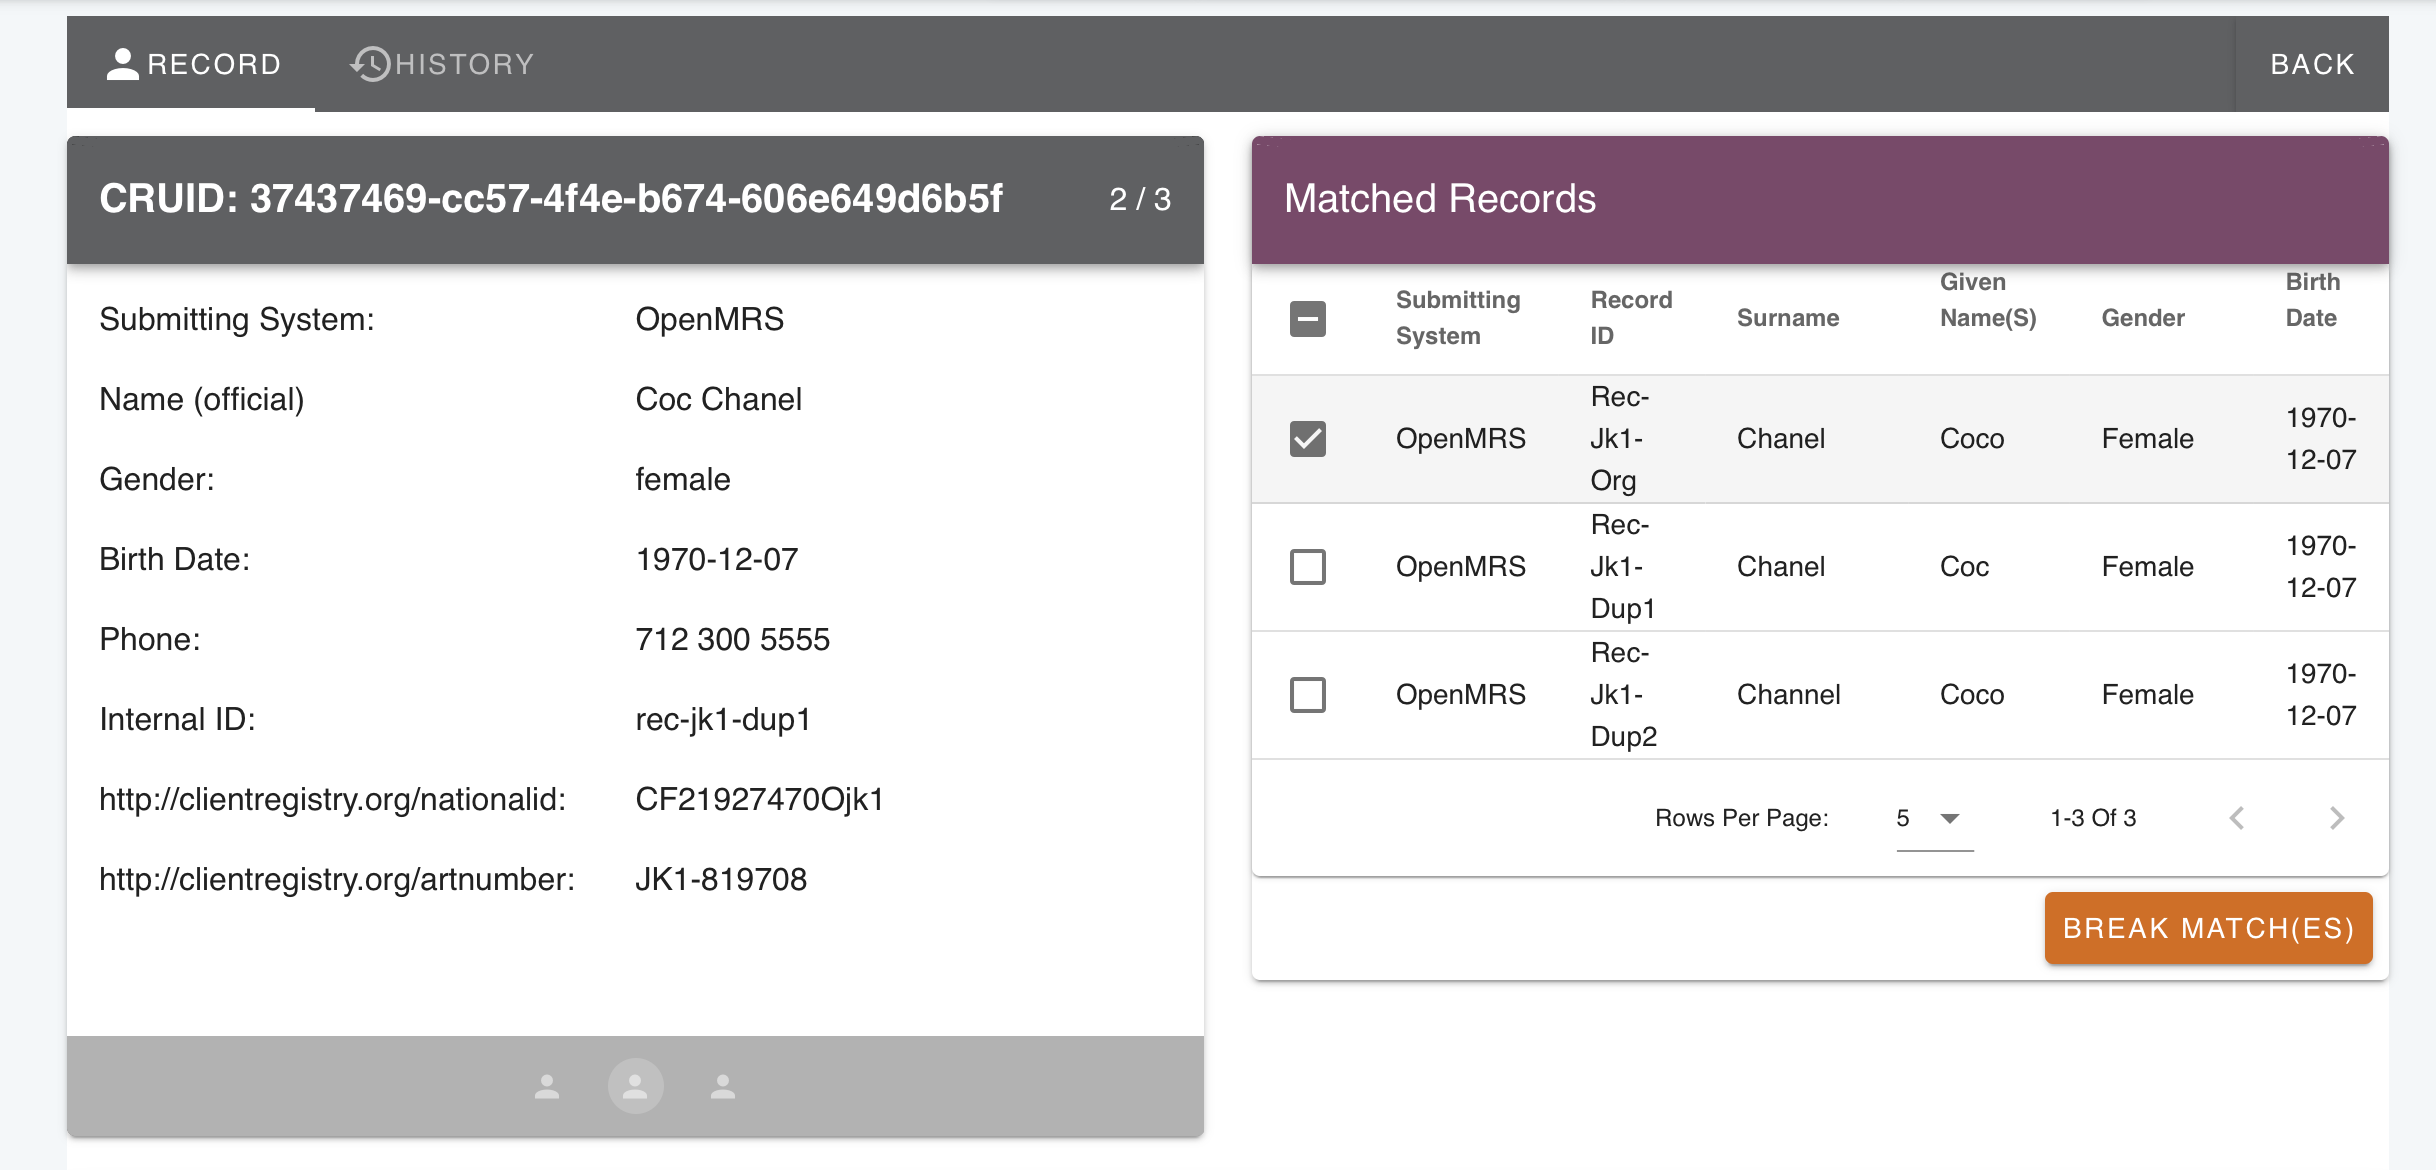 RECORD
HISTORY
BACK
CRUID: 37437469-cc57-4f4e-b674-606e649d6b5f
2 / 3
Submitting System:
OpenMRS
Name (official)
Coc Chanel
Gender:
female
Birth Date:
1970-12-07
Phone:
712 300 5555
Internal ID:
rec-jk1-dup1
http://clientregistry.org/nationalid:
CF21927470Ojk1
http://clientregistry.org/artnumber:
JK1-819708
Matched Records
Submitting
System
Record
ID
Surname
Given
Name(S)
Gender
Birth
Date
OpenMRS
Rec-
Jk1-
Org
Chanel
Coco
Female
1970-
12-07
OpenMRS
Rec-
Jk1-
Dup1
Chanel
Coc
Female
1970-
12-07
OpenMRS
Rec-
Jk1-
Dup2
Channel
Coco
Female
1970-
12-07
Rows Per Page:
5
1-3 Of 3
BREAK MATCH(ES)